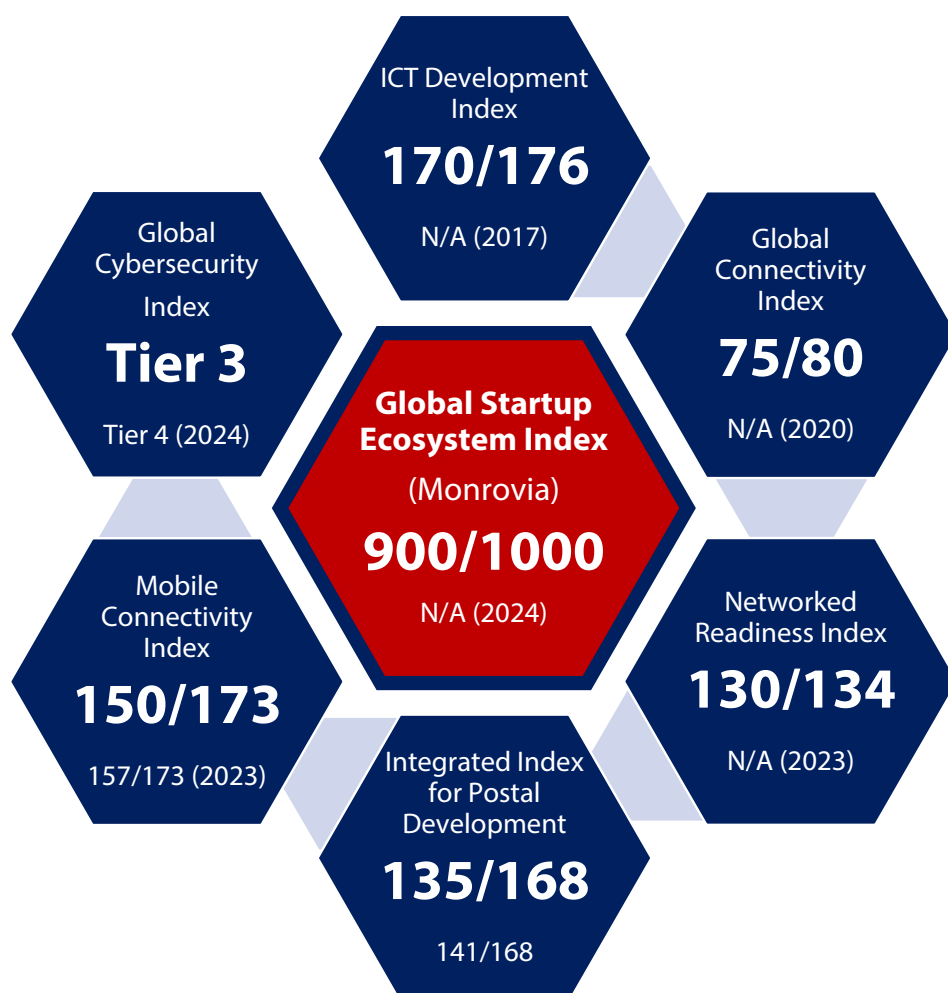 ICT Development
Index
170/176
N/A (2017)
Global
Cybersecurity
Index
Tier 3
Tier 4 (2024)
Global
Connectivity
Index
75/80
N/A (2020)
Global Startup
Ecosystem Index
(Monrovia)
900/1000
N/A (2024)
Mobile
Connectivity
Index
150/173
157/173 (2023)
Networked
Readiness Index
130/134
N/A (2023)
Integrated Index
for Postal
Development
135/168
141/168